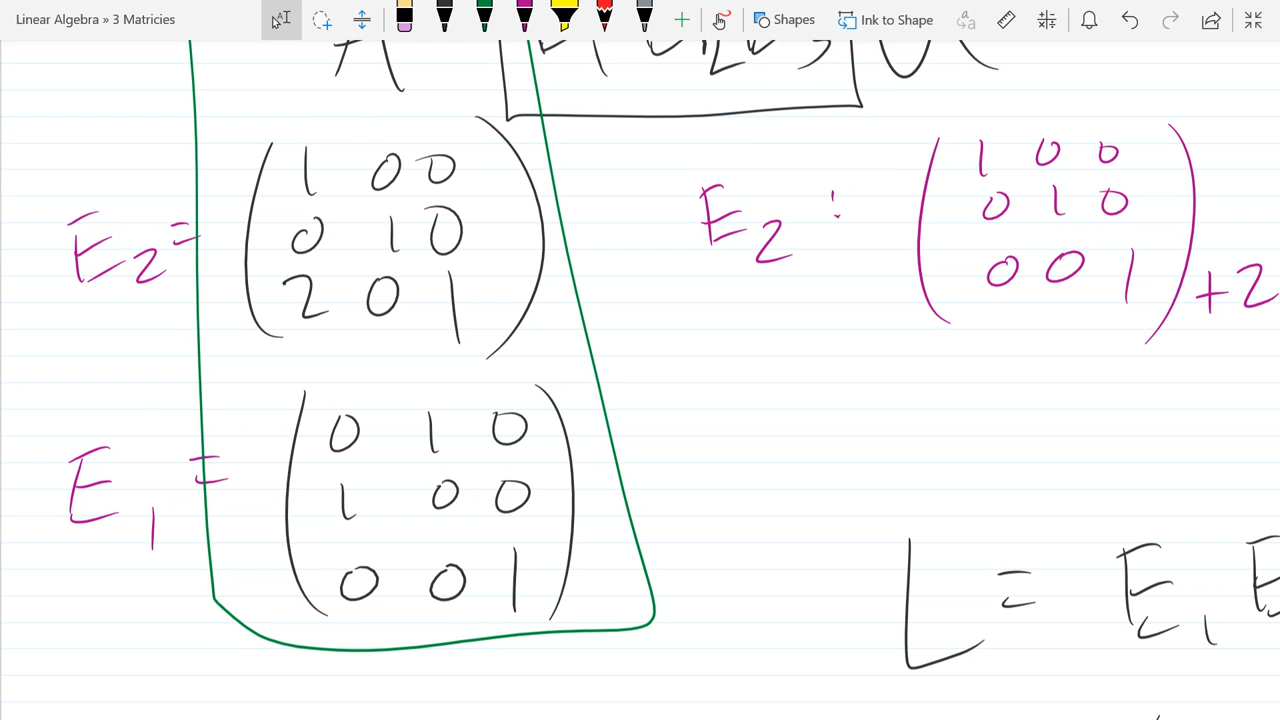 Linear Algebra » 3 Matricies
Shapes
Ink to Shape
A
E2 =
1 0 0
0 1 0
2 0 1
E2 :
1 0 0
0 1 0
0 0 1
+2
E1 =
0 1 0
1 0 0
0 0 1
L = E1 E